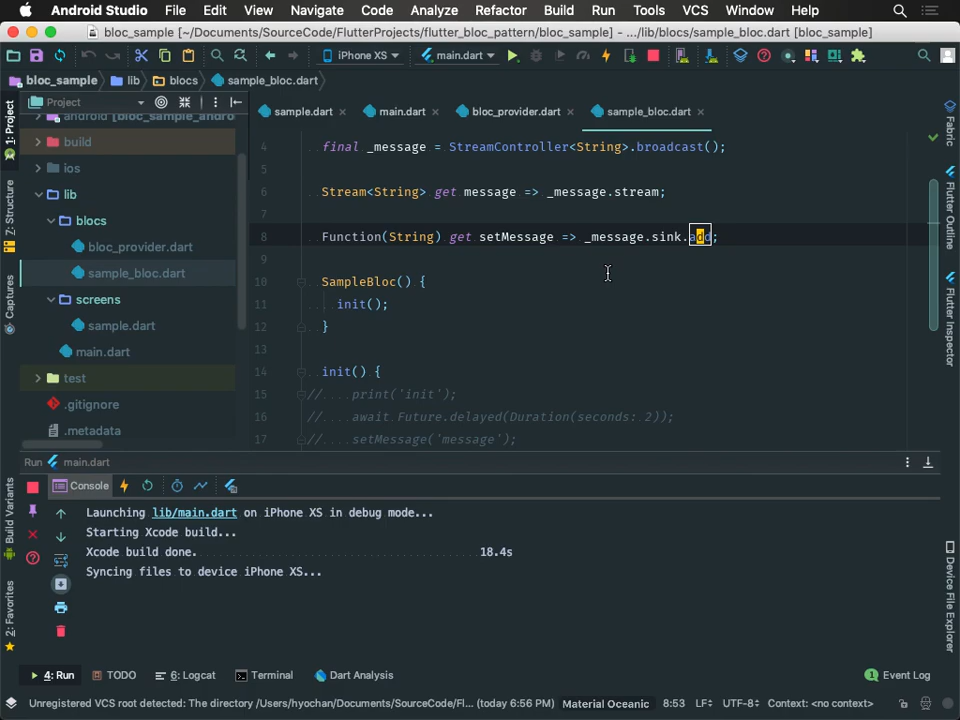 Android Studio File Edit View Navigate Code Analyze Refactor Build Run Tools VCS Window Help
bloc_sample [~/Documents/SourceCode/FlutterProjects/flutter_bloc_pattern/bloc_sample] - .../lib/blocs/sample_bloc.dart [bloc_sample]
iPhone XS main.dart
bloc_sample lib blocs sample_bloc.dart
Project
sample.dart main.dart bloc_provider.dart sample_bloc.dart
android [bloc_sample_andro
build
ios
lib
blocs
bloc_provider.dart
sample_bloc.dart
screens
sample.dart
main.dart
test
.gitignore
.metadata
4 final _message = StreamController<String>.broadcast();
5
6 Stream<String> get message => _message.stream;
7
8 Function(String) get setMessage => _message.sink.add;
9
10 SampleBloc() {
11 init();
12 }
13
14 init() {
15 // print('init');
16 // await Future.delayed(Duration(seconds: 2));
17 // setMessage('message');
1: Project
7: Structure
Captures
Build Variants
2: Favorites
Fabric
Flutter Outline
Flutter Inspector
Device File Explorer
Run main.dart
Console
Launching lib/main.dart on iPhone XS in debug mode...
Starting Xcode build...
Xcode build done. 18.4s
Syncing files to device iPhone XS...
4: Run TODO 6: Logcat Terminal Dart Analysis 1 Event Log
Unregistered VCS root detected: The directory /Users/hyochan/Documents/SourceCode/Fl... (today 6:56 PM) Material Oceanic 8:53 LF UTF-8 Context: <no context>